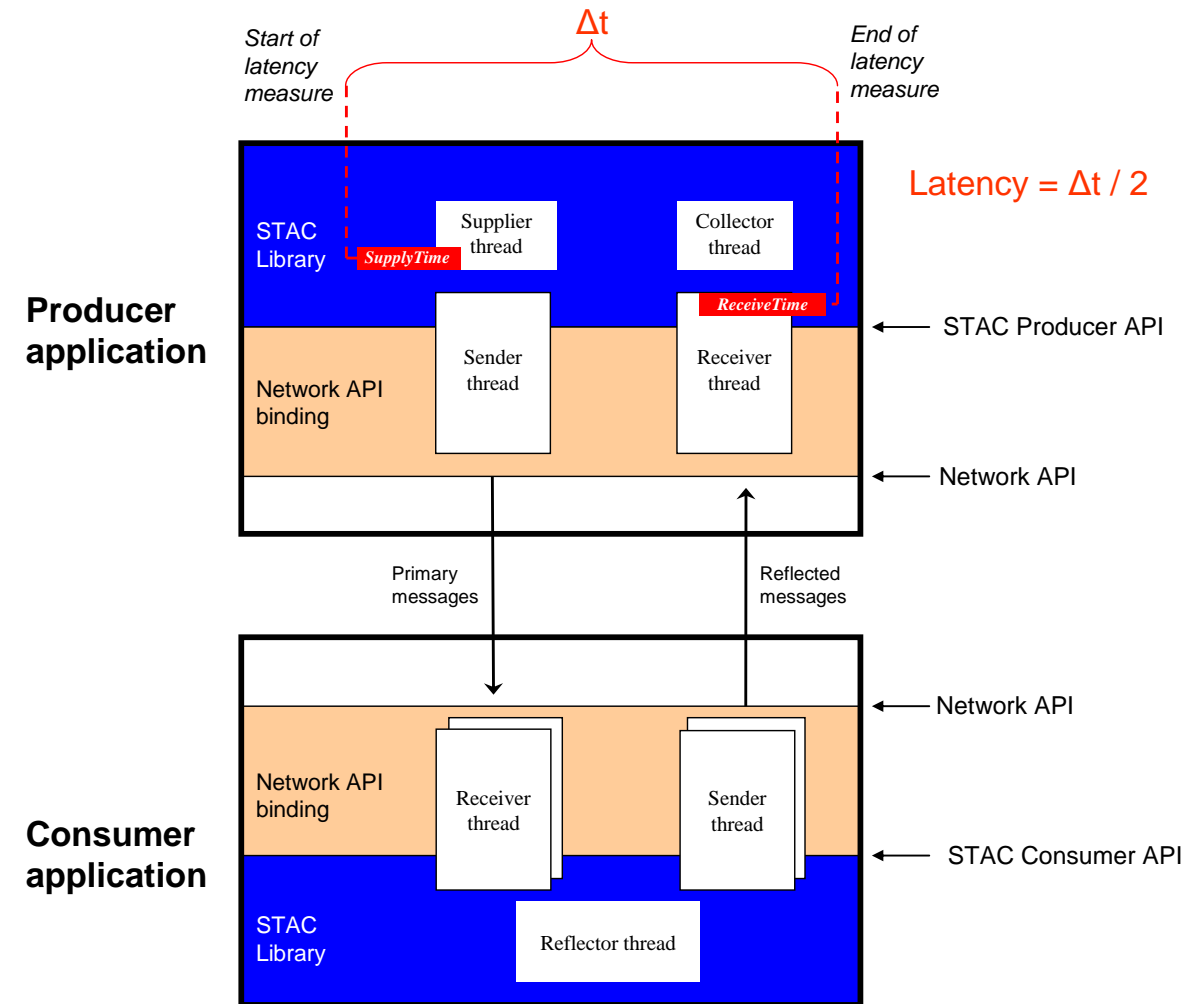 Δt
Start of
latency
measure
End of
latency
measure
Latency = Δt / 2
Producer
application
STAC
Library
Supplier
thread
SupplyTime
Collector
thread
ReceiveTime
STAC Producer API
Network API
binding
Sender
thread
Receiver
thread
Network API
Primary
messages
Reflected
messages
Network API
Consumer
application
Network API
binding
Receiver
thread
Sender
thread
STAC Consumer API
STAC
Library
Reflector thread